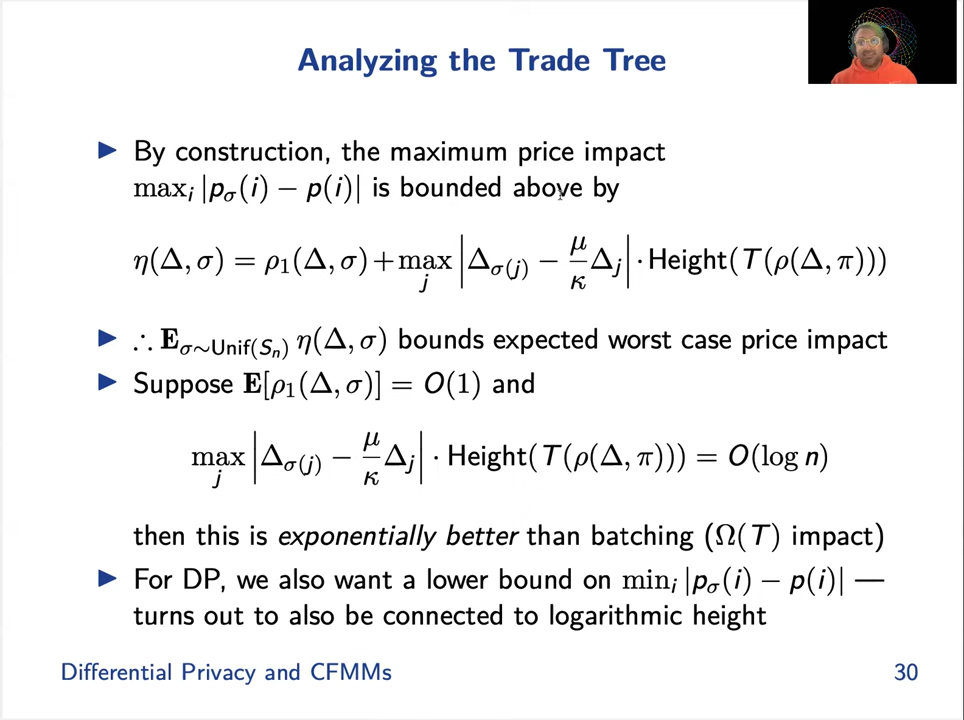 Analyzing the Trade Tree
▶ By construction, the maximum price impact
maxᵢ |p_σ(i) − p(i)| is bounded above by
η(Δ, σ) = ρ₁(Δ, σ) + max_j |Δ_σ(j) − μ/κ Δ_j| · Height(T(ρ(Δ, π)))
▶ ∴ E_σ∼Unif(Sₙ) η(Δ, σ) bounds expected worst case price impact
▶ Suppose E[ρ₁(Δ, σ)] = O(1) and
max_j |Δ_σ(j) − μ/κ Δ_j| · Height(T(ρ(Δ, π))) = O(log n)
then this is exponentially better than batching (Ω(T) impact)
▶ For DP, we also want a lower bound on minᵢ |p_σ(i) − p(i)| —
turns out to also be connected to logarithmic height
Differential Privacy and CFMMs
30